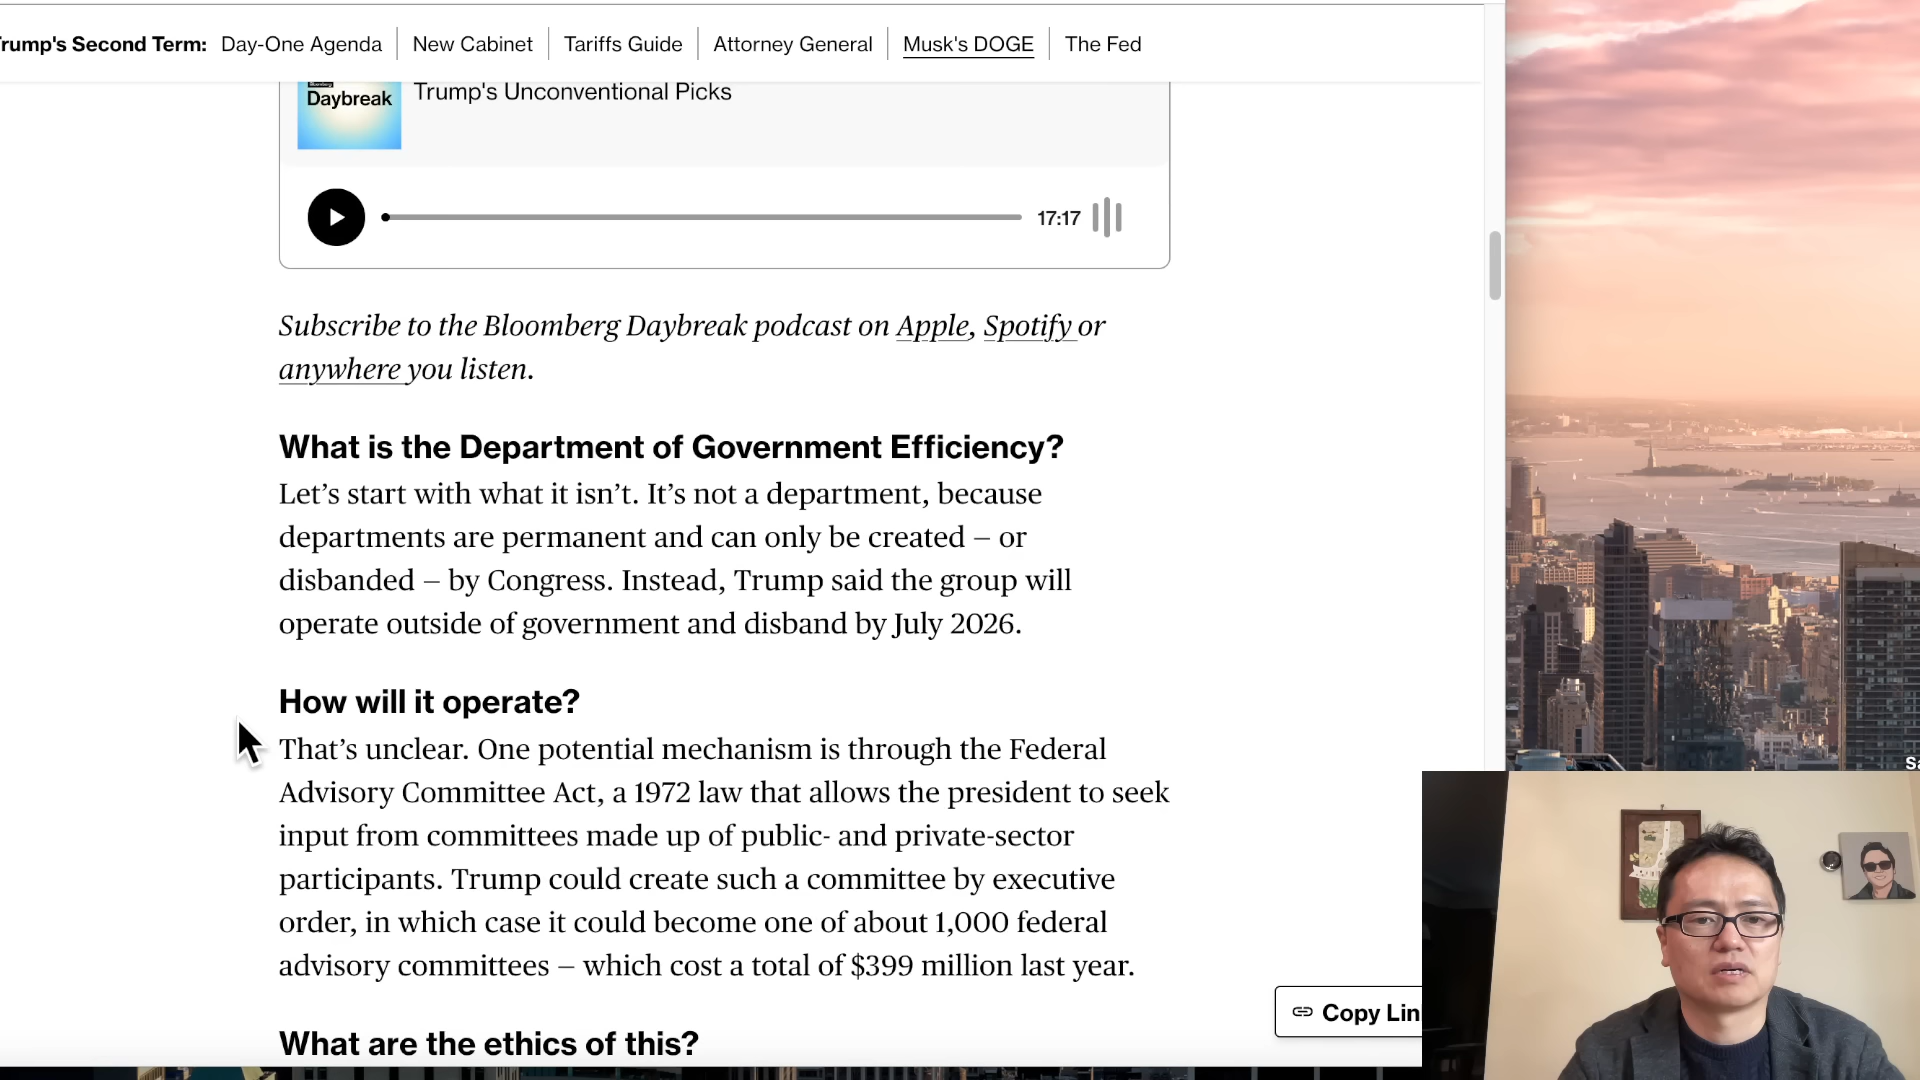 rump's Second Term: Day-One Agenda New Cabinet Tariffs Guide Attorney General Musk's DOGE The Fed
Bloomberg
Daybreak
Trump's Unconventional Picks
17:17
Subscribe to the Bloomberg Daybreak podcast on Apple, Spotify or
anywhere you listen.
What is the Department of Government Efficiency?
Let’s start with what it isn’t. It’s not a department, because
departments are permanent and can only be created – or
disbanded – by Congress. Instead, Trump said the group will
operate outside of government and disband by July 2026.
How will it operate?
That’s unclear. One potential mechanism is through the Federal
Advisory Committee Act, a 1972 law that allows the president to seek
input from committees made up of public- and private-sector
participants. Trump could create such a committee by executive
order, in which case it could become one of about 1,000 federal
advisory committees – which cost a total of $399 million last year.
What are the ethics of this?
Copy Lin
Sa